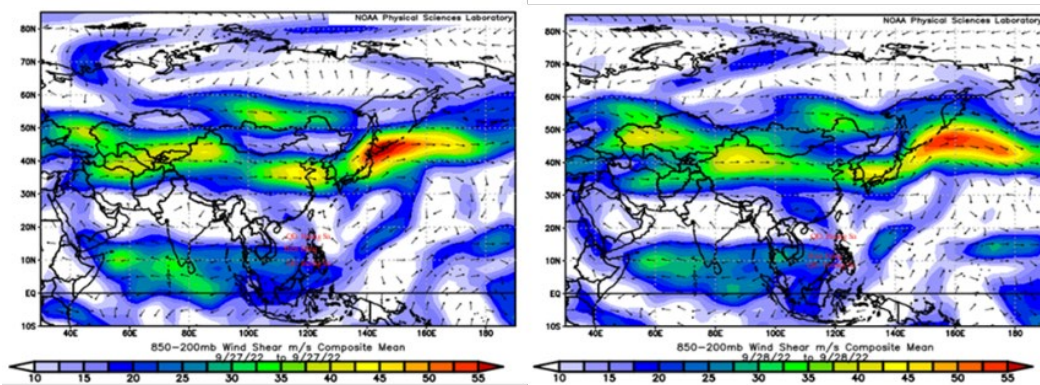 NOAA Physical Sciences Laboratory
80N
70N
60N
50N
40N
30N
20N
10N
EQ
10S
40E 60E 80E 100E 120E 140E 160E 180
850-200mb Wind Shear m/s Composite Mean
9/27/22 to 9/27/22
10 15 20 25 30 35 40 45 50 55
NOAA Physical Sciences Laboratory
80N
70N
60N
50N
40N
30N
20N
10N
EQ
10S
40E 60E 80E 100E 120E 140E 160E 180
850-200mb Wind Shear m/s Composite Mean
9/28/22 to 9/28/22
10 15 20 25 30 35 40 45 50 55